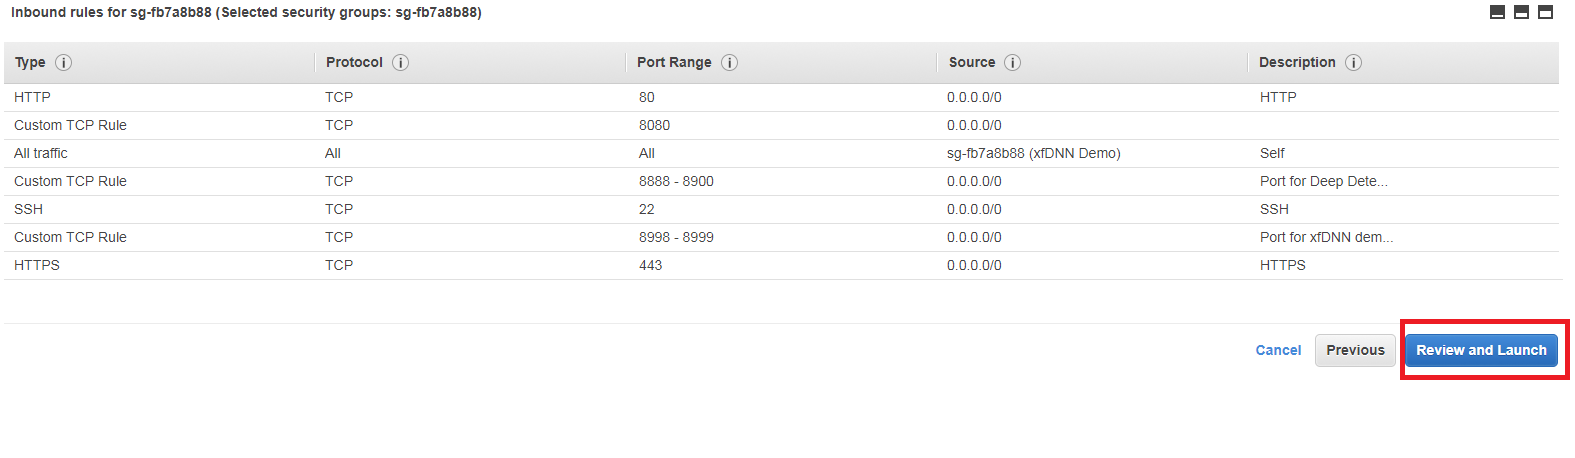 Inbound rules for sg-fb7a8b88 (Selected security groups: sg-fb7a8b88)
Type Protocol Port Range Source Description
HTTP TCP 80 0.0.0.0/0 HTTP
Custom TCP Rule TCP 8080 0.0.0.0/0
All traffic All All sg-fb7a8b88 (xfDNN Demo) Self
Custom TCP Rule TCP 8888 - 8900 0.0.0.0/0 Port for Deep Dete...
SSH TCP 22 0.0.0.0/0 SSH
Custom TCP Rule TCP 8998 - 8999 0.0.0.0/0 Port for xfDNN dem...
HTTPS TCP 443 0.0.0.0/0 HTTPS
Cancel Previous Review and Launch